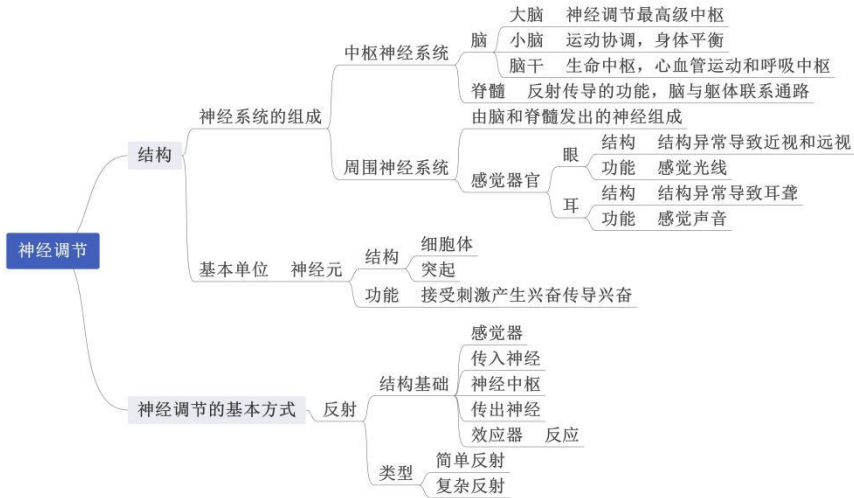 大脑 神经调节最高级中枢
脑 小脑 运动协调，身体平衡
中枢神经系统
脑干 生命中枢，心血管运动和呼吸中枢
脊髓 反射传导的功能，脑与躯体联系通路
神经系统的组成
由脑和脊髓发出的神经组成
结构
周围神经系统
感觉器官
眼
结构 结构异常导致近视和远视
功能 感觉光线
耳
结构 结构异常导致耳聋
功能 感觉声音
神经调节
基本单位 神经元
结构
细胞体
突起
功能 接受刺激产生兴奋传导兴奋
神经调节的基本方式 反射
结构基础
感觉器
传入神经
神经中枢
传出神经
效应器 反应
类型
简单反射
复杂反射